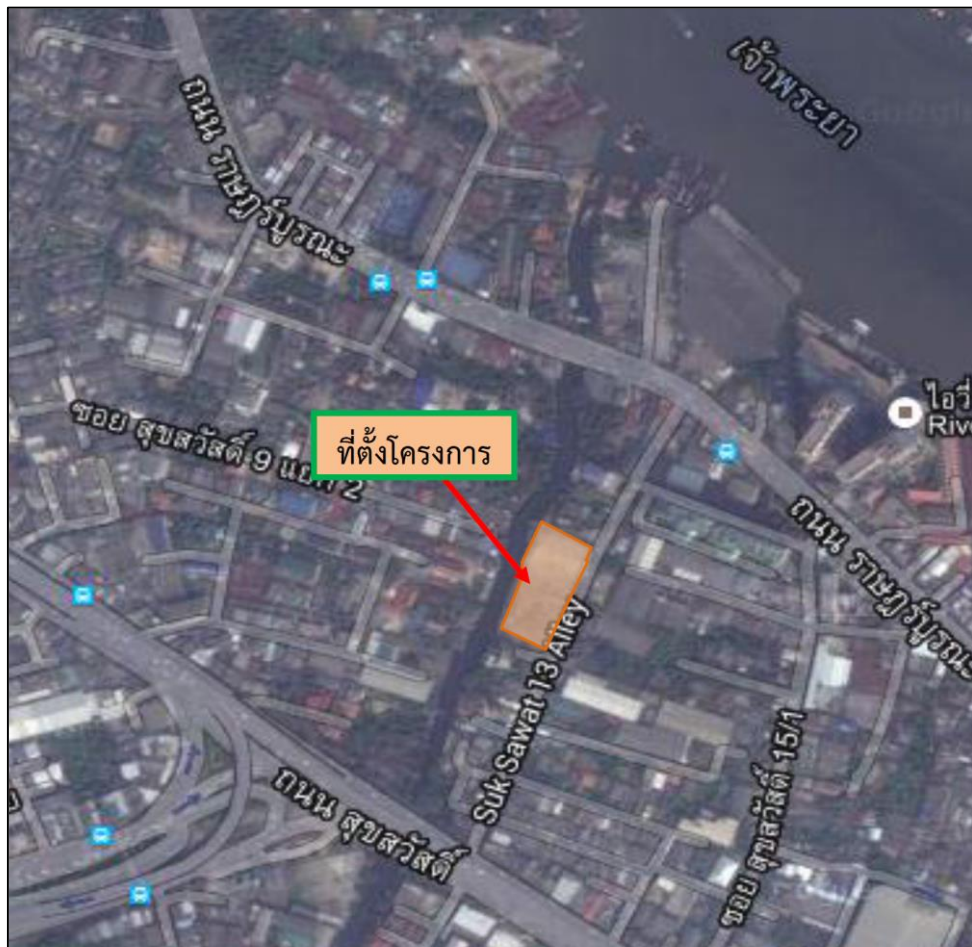 เจ้าพระยา
ถนน ราษฎร์บูรณะ
ไอวี่
River
ซอย สุขสวัสดิ์ 9 แยก 2
ที่ตั้งโครงการ
ถนน ราษฎร์บูรณะ
Suk Sawat 13 Alley
ซอย สุขสวัสดิ์ 15/1
ถนน สุขสวัสดิ์